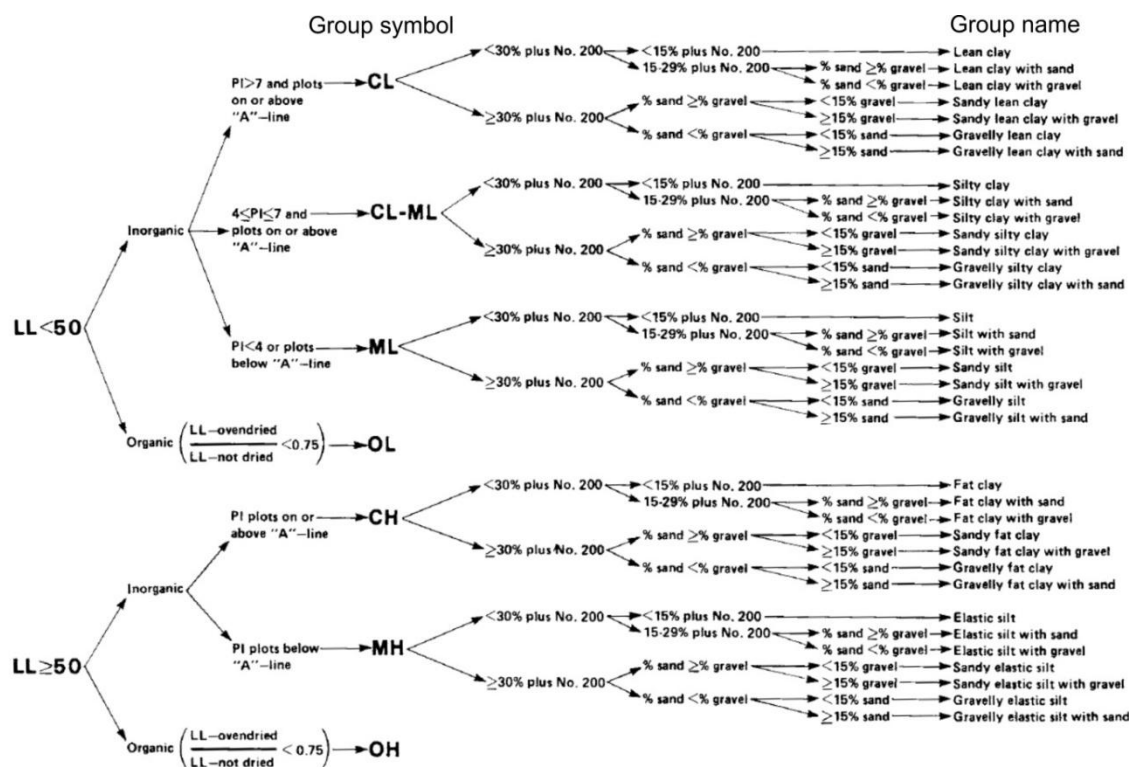 Group symbol Group name
<30% plus No. 200 <15% plus No. 200 Lean clay
15-29% plus No. 200 % sand ≥% gravel Lean clay with sand
PI>7 and plots on or above "A"-line CL % sand <% gravel Lean clay with gravel
≥30% plus No. 200 % sand ≥% gravel <15% gravel Sandy lean clay
≥15% gravel Sandy lean clay with gravel
% sand <% gravel <15% sand Gravelly lean clay
≥15% sand Gravelly lean clay with sand
<30% plus No. 200 <15% plus No. 200 Silty clay
15-29% plus No. 200 % sand ≥% gravel Silty clay with sand
Inorganic 4≤PI≤7 and plots on or above "A"-line CL-ML % sand <% gravel Silty clay with gravel
≥30% plus No. 200 % sand ≥% gravel <15% gravel Sandy silty clay
≥15% gravel Sandy silty clay with gravel
% sand <% gravel <15% sand Gravelly silty clay
≥15% sand Gravelly silty clay with sand
LL<50
<30% plus No. 200 <15% plus No. 200 Silt
15-29% plus No. 200 % sand ≥% gravel Silt with sand
PI<4 or plots below "A"-line ML % sand <% gravel Silt with gravel
≥30% plus No. 200 % sand ≥% gravel <15% gravel Sandy silt
≥15% gravel Sandy silt with gravel
% sand <% gravel <15% sand Gravelly silt
≥15% sand Gravelly silt with sand
Organic (LL-ovendried / LL-not dried <0.75) OL
<30% plus No. 200 <15% plus No. 200 Fat clay
15-29% plus No. 200 % sand ≥% gravel Fat clay with sand
PI plots on or above "A"-line CH % sand <% gravel Fat clay with gravel
≥30% plus No. 200 % sand ≥% gravel <15% gravel Sandy fat clay
≥15% gravel Sandy fat clay with gravel
% sand <% gravel <15% sand Gravelly fat clay
≥15% sand Gravelly fat clay with sand
Inorganic
<30% plus No. 200 <15% plus No. 200 Elastic silt
15-29% plus No. 200 % sand ≥% gravel Elastic silt with sand
PI plots below "A"-line MH % sand <% gravel Elastic silt with gravel
LL≥50
≥30% plus No. 200 % sand ≥% gravel <15% gravel Sandy elastic silt
≥15% gravel Sandy elastic silt with gravel
% sand <% gravel <15% sand Gravelly elastic silt
≥15% sand Gravelly elastic silt with sand
Organic (LL-ovendried / LL-not dried <0.75) OH